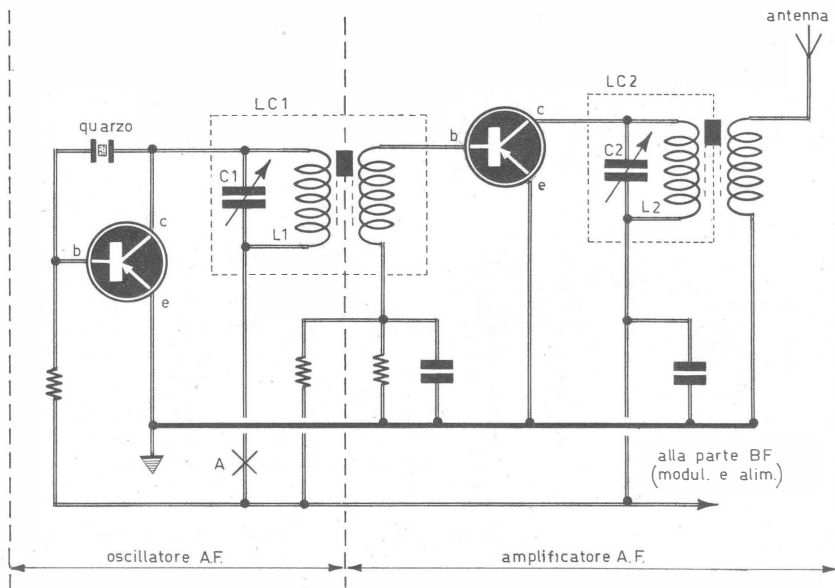 antenna
LC1
LC2
quarzo
c
b
c
C1
C2
e
L1
L2
b
c
e
A
alla parte BF
(modul. e alim.)
oscillatore A.F.
amplificatore A.F.